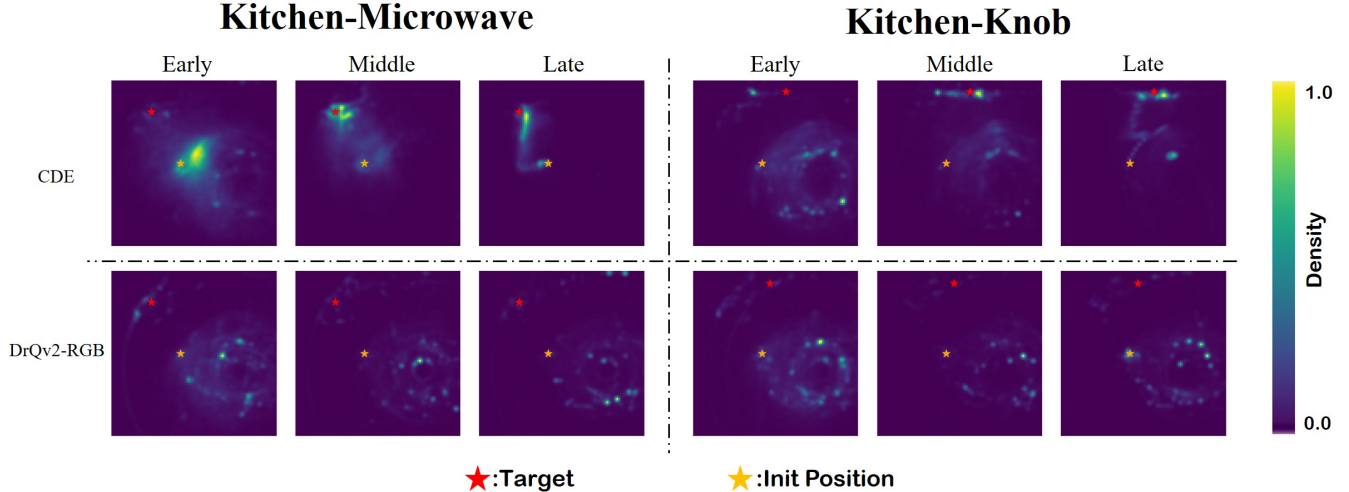 Kitchen-Microwave
Kitchen-Knob
Early
Middle
Late
Early
Middle
Late
CDE
DrQv2-RGB
1.0
Density
0.0
:Target
:Init Position